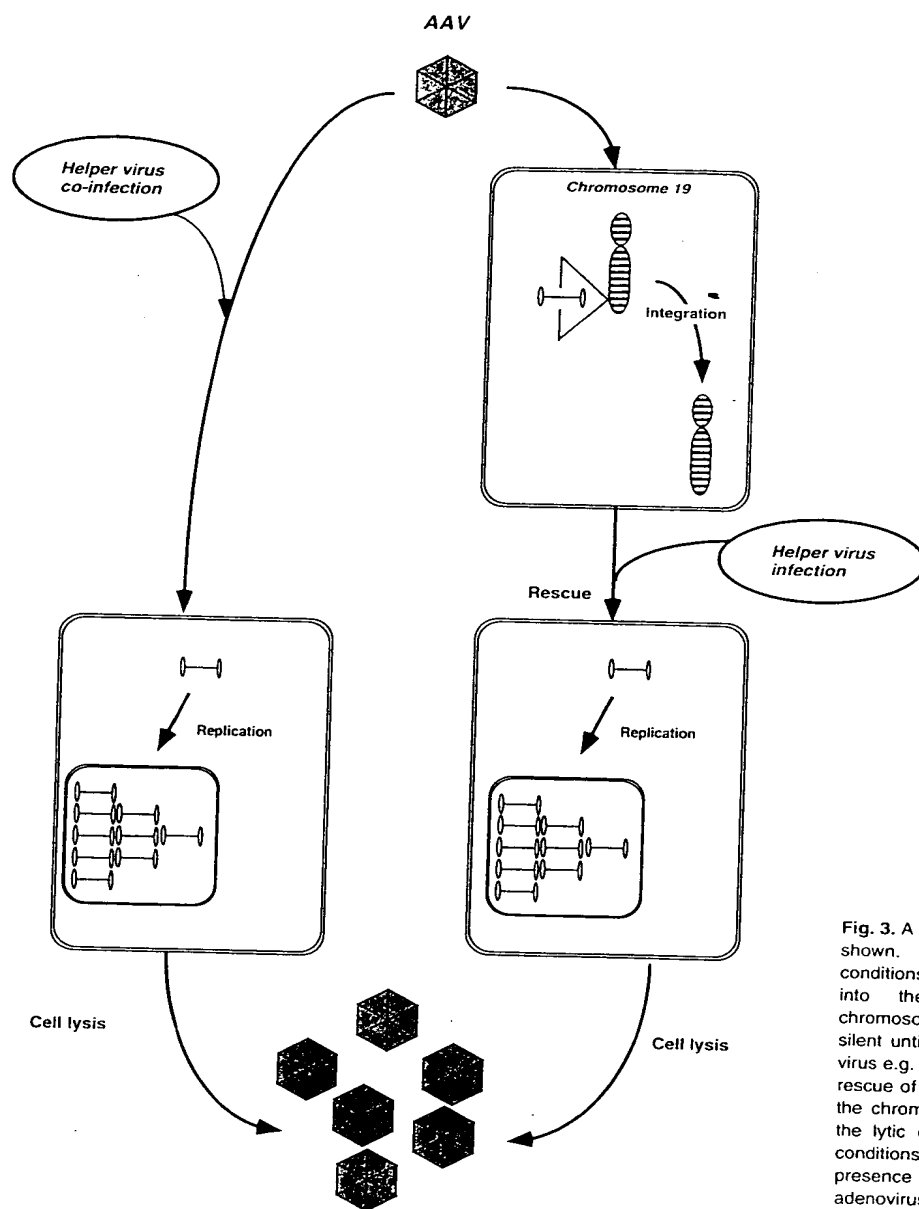 AAV
Helper virus
co-infection
Chromosome 19
Integration
Helper virus
infection
Rescue
Replication
Replication
Cell lysis
Cell lysis
Fig. 3. A
shown.
conditions
into the
chromoso
silent unti
virus e.g.
rescue of
the chrom
the lytic
conditions
presence
adenovirus